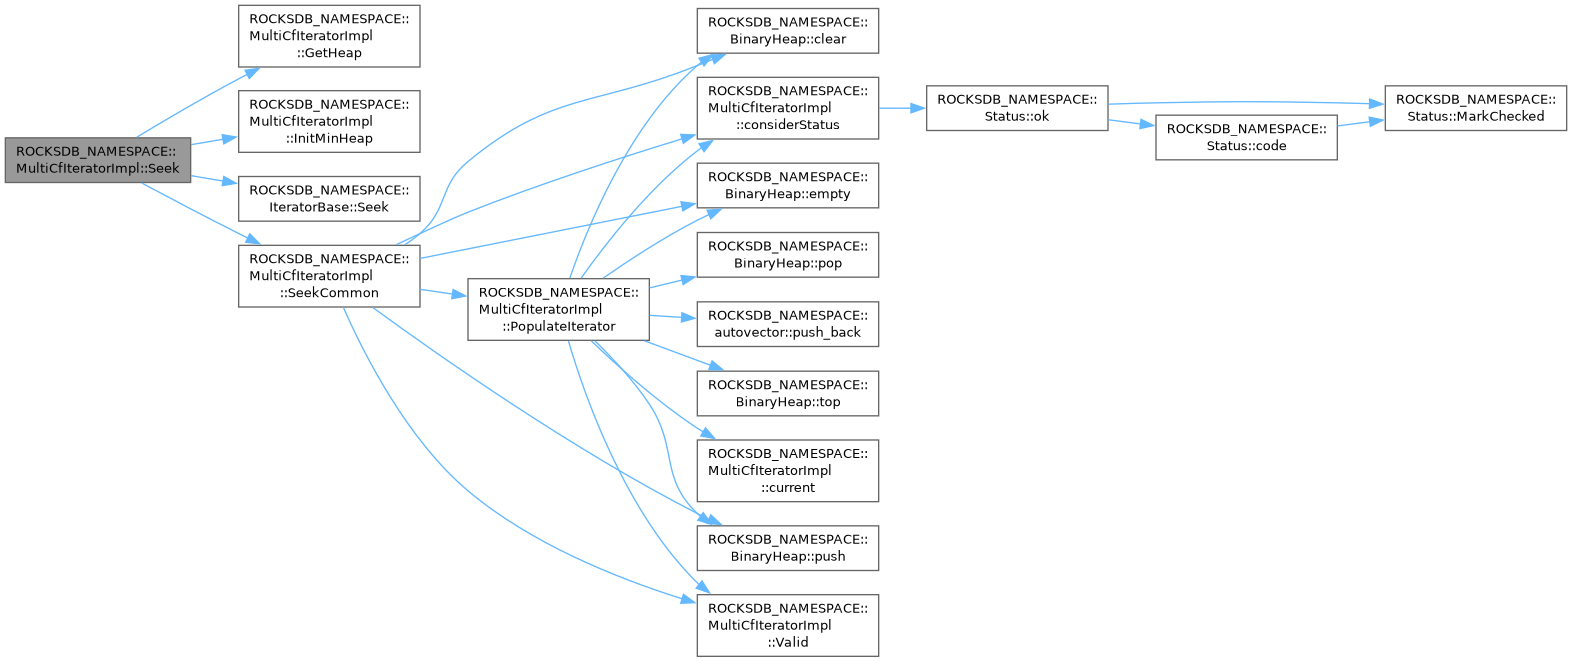 ROCKSDB_NAMESPACE::
MultiCfIteratorImpl::Seek
ROCKSDB_NAMESPACE::
MultiCfIteratorImpl
::GetHeap
ROCKSDB_NAMESPACE::
MultiCfIteratorImpl
::InitMinHeap
ROCKSDB_NAMESPACE::
IteratorBase::Seek
ROCKSDB_NAMESPACE::
MultiCfIteratorImpl
::SeekCommon
ROCKSDB_NAMESPACE::
MultiCfIteratorImpl
::PopulateIterator
ROCKSDB_NAMESPACE::
BinaryHeap::clear
ROCKSDB_NAMESPACE::
MultiCfIteratorImpl
::considerStatus
ROCKSDB_NAMESPACE::
BinaryHeap::empty
ROCKSDB_NAMESPACE::
BinaryHeap::pop
ROCKSDB_NAMESPACE::
autovector::push_back
ROCKSDB_NAMESPACE::
BinaryHeap::top
ROCKSDB_NAMESPACE::
MultiCfIteratorImpl
::current
ROCKSDB_NAMESPACE::
BinaryHeap::push
ROCKSDB_NAMESPACE::
MultiCfIteratorImpl
::Valid
ROCKSDB_NAMESPACE::
Status::ok
ROCKSDB_NAMESPACE::
Status::code
ROCKSDB_NAMESPACE::
Status::MarkChecked